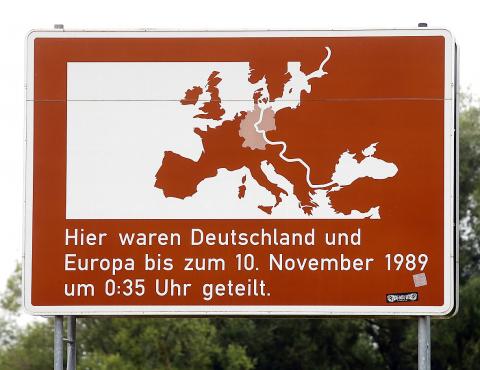 Hier waren Deutschland und
Europa bis zum 10. November 1989
um 0:35 Uhr geteilt.